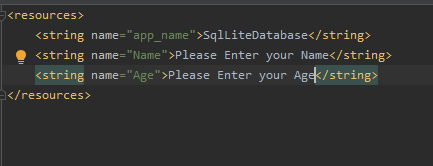 <resources>
<string name="app_name">SqlLiteDatabase</string>
<string name="Name">Please Enter your Name</string>
<string name="Age">Please Enter your Age</string>
</resources>